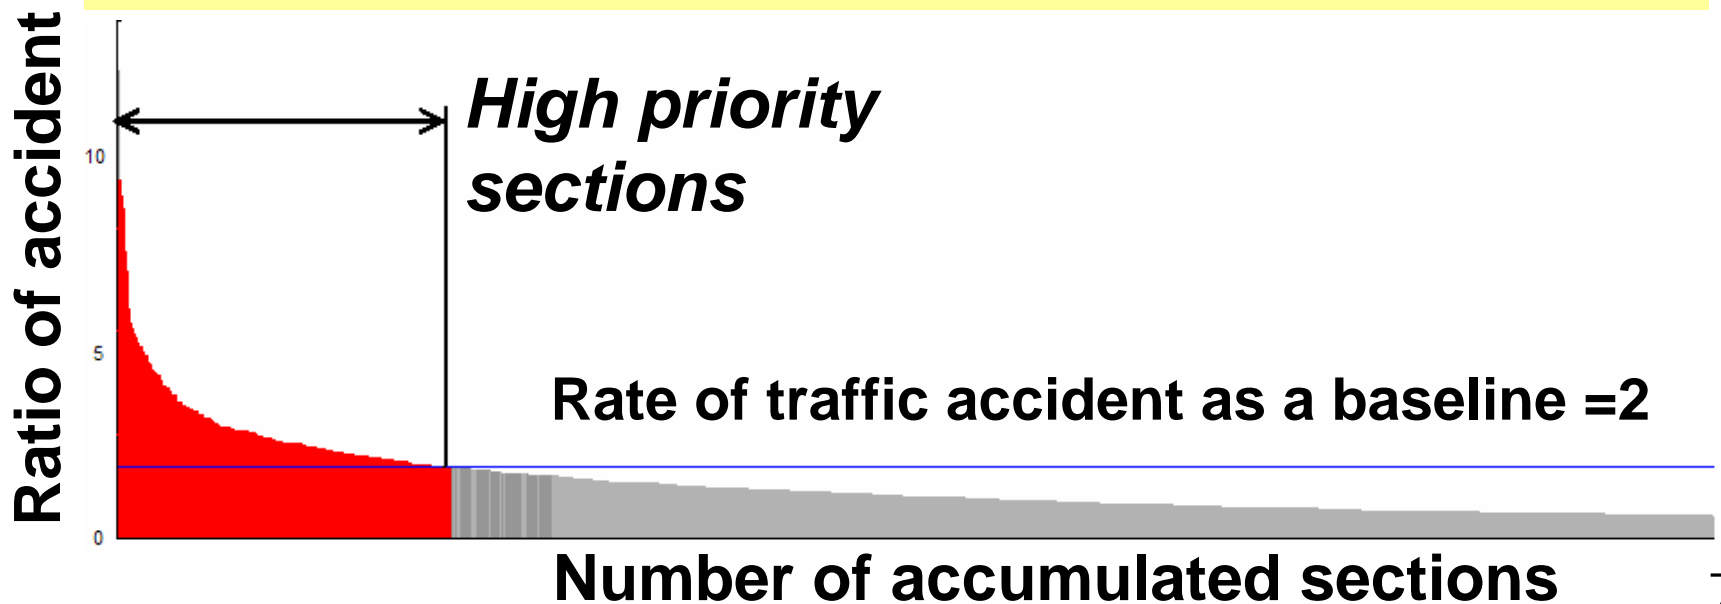 Ratio of accident
High priority
sections
10
5
Rate of traffic accident as a baseline =2
0
Number of accumulated sections